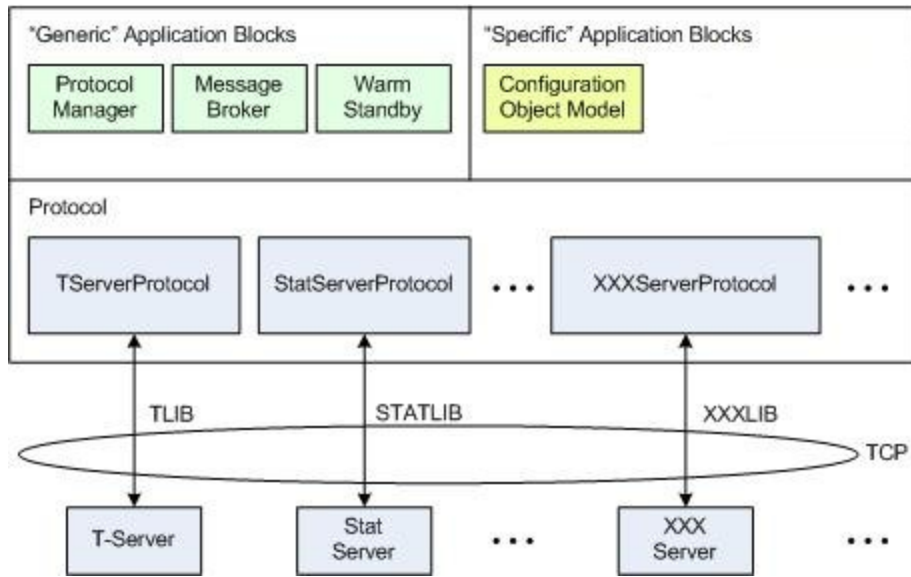 “Generic” Application Blocks
“Specific” Application Blocks
Protocol
Manager
Message
Broker
Warm
Standby
Configuration
Object Model
Protocol
TServerProtocol
StatServerProtocol
•••
XXXServerProtocol
•••
TLIB
STATLIB
XXXLIB
TCP
T-Server
Stat
Server
•••
XXX
Server
•••